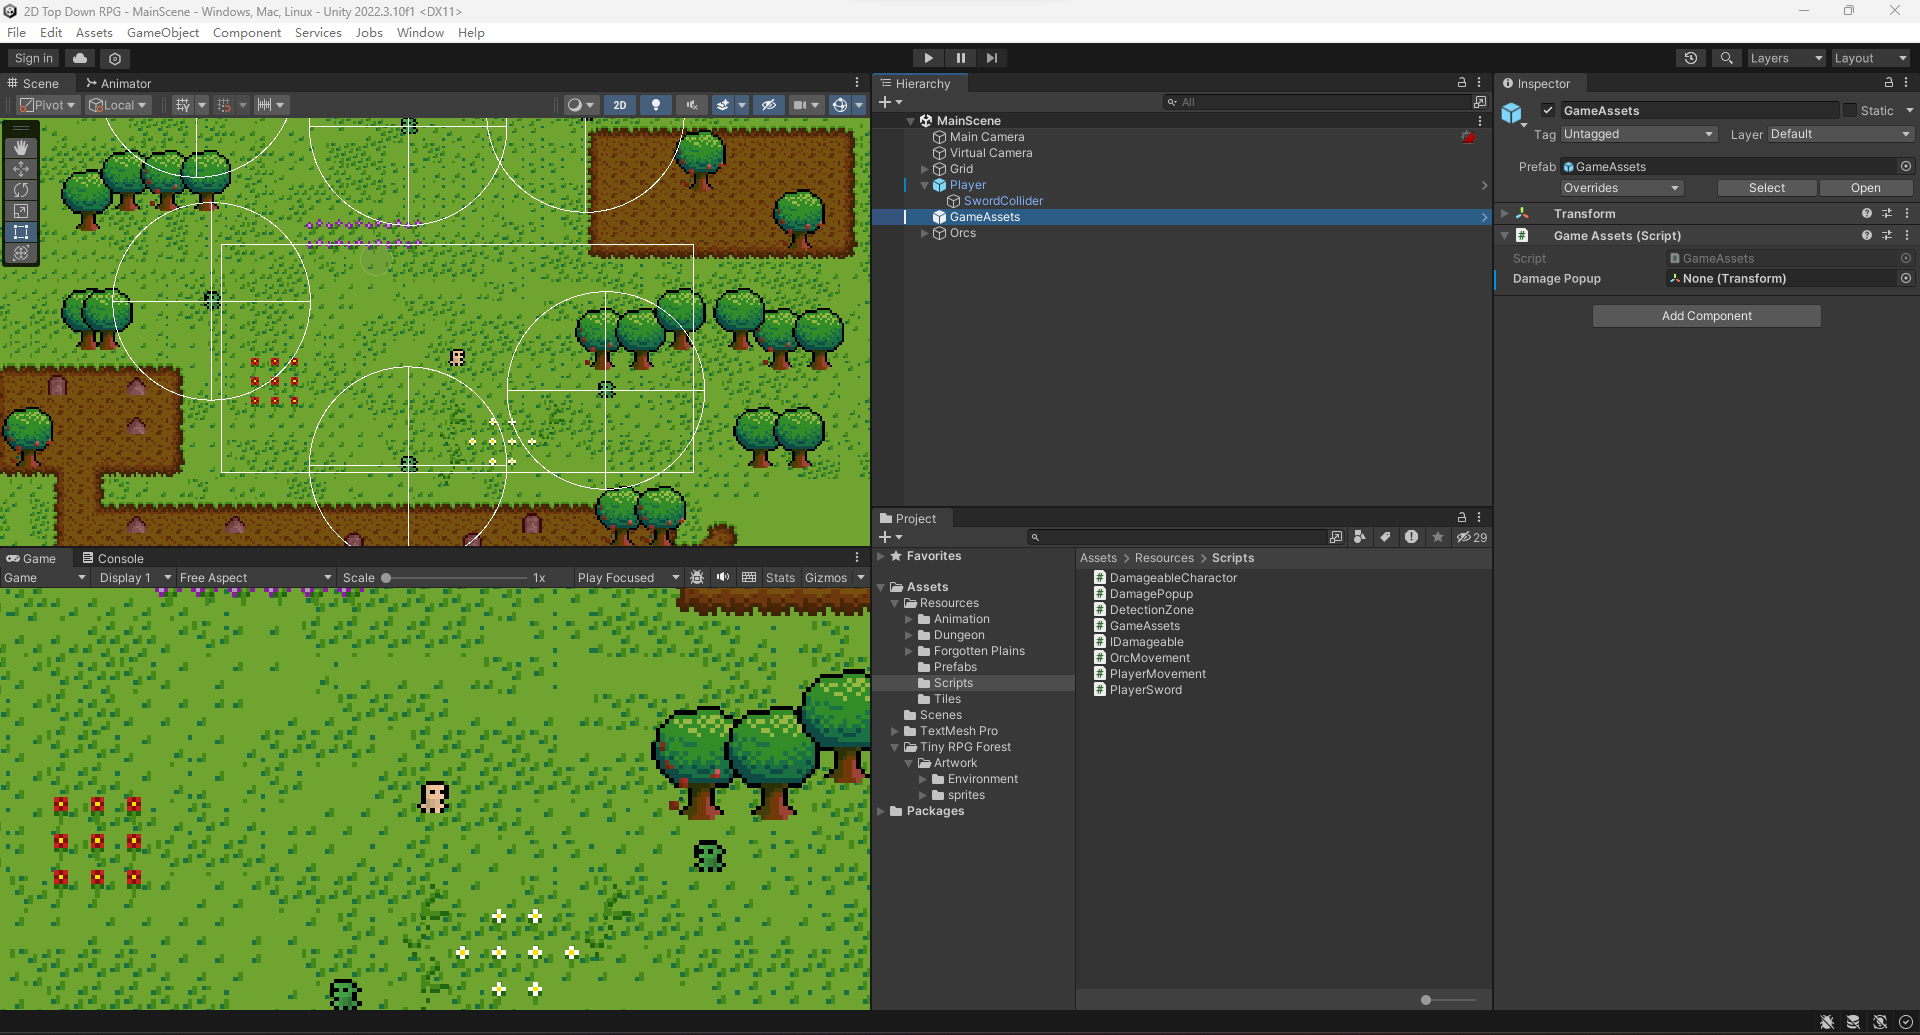 2D Top Down RPG - MainScene - Windows, Mac, Linux - Unity 2022.3.10f1 <DX11>
File Edit Assets GameObject Component Services Jobs Window Help
Sign in
Layers
Layout
Scene
Animator
Pivot
Local
2D
Hierarchy
All
MainScene
Main Camera
Virtual Camera
Grid
Player
SwordCollider
GameAssets
Orcs
Inspector
GameAssets
Static
Tag Untagged
Layer Default
Prefab GameAssets
Overrides
Select
Open
Transform
Game Assets (Script)
Script GameAssets
Damage Popup None (Transform)
Add Component
Game
Console
Game
Display 1
Free Aspect
Scale
1x
Play Focused
Stats
Gizmos
Project
29
Favorites
Assets
Resources
Animation
Dungeon
Forgotten Plains
Prefabs
Scripts
Tiles
Scenes
TextMesh Pro
Tiny RPG Forest
Artwork
Environment
sprites
Packages
Assets > Resources > Scripts
DamageableCharactor
DamagePopup
DetectionZone
GameAssets
IDamageable
OrcMovement
PlayerMovement
PlayerSword